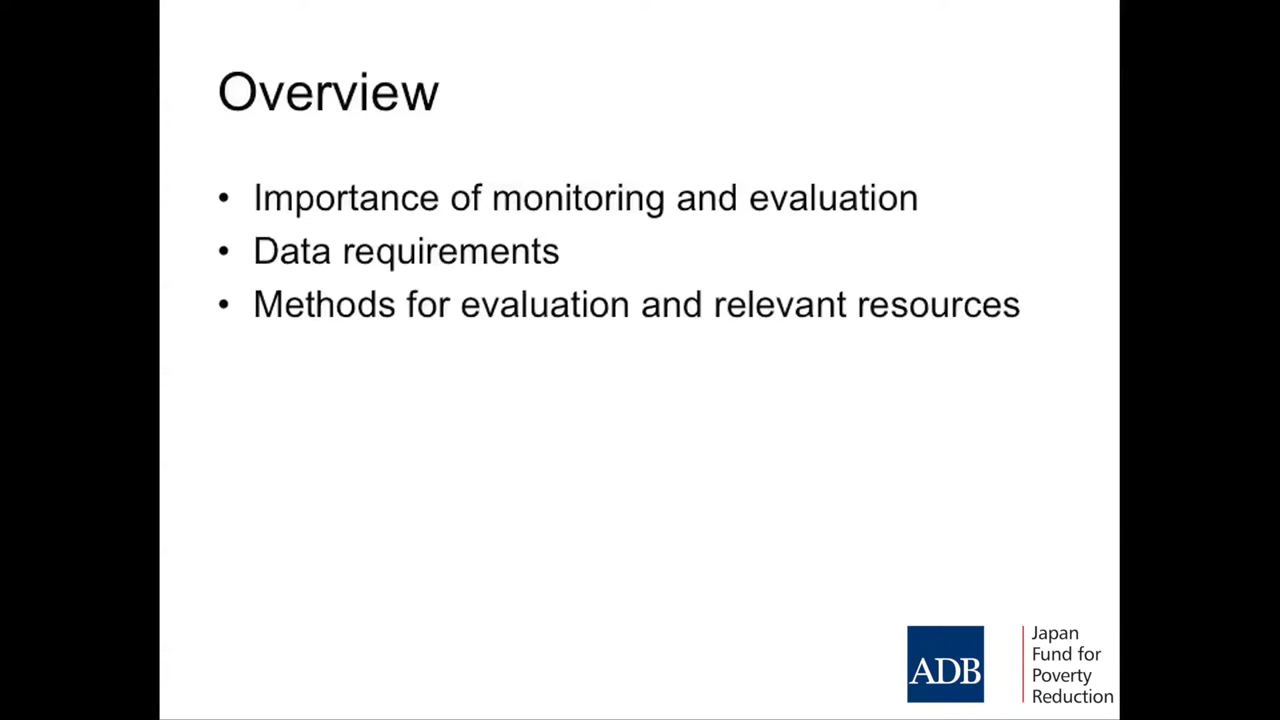 Overview
• Importance of monitoring and evaluation
• Data requirements
• Methods for evaluation and relevant resources
ADB
Japan
Fund for
Poverty
Reduction